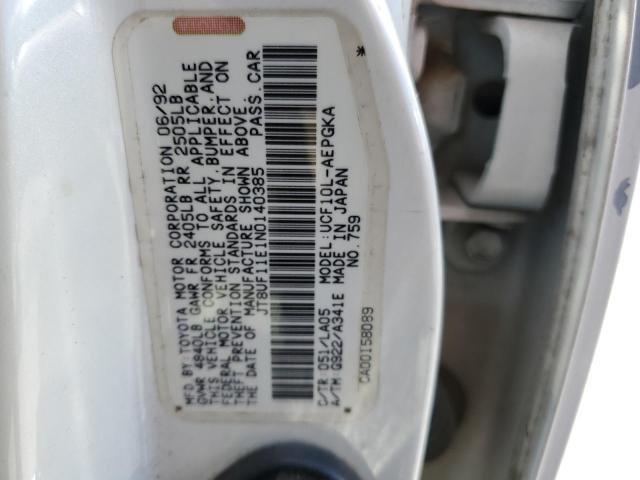 MFD.BY:TOYOTA MOTOR CORPORATION 06/92
GVWR 4840LB GAWR FR 2405LB RR 2505LB
THIS VEHICLE CONFORMS TO ALL APPLICABLE
FEDERAL MOTOR VEHICLE SAFETY,BUMPER,AND
THEFT PREVENTION STANDARDS IN EFFECT ON
THE DATE OF MANUFACTURE SHOWN ABOVE.
JT8UF11E1N0140385 PASS.CAR
C/TR:051/LA05 MODEL:UCF10L-AEPGKA
A/TM:G922/A341E MADE IN JAPAN
NO.759
CA00I58089